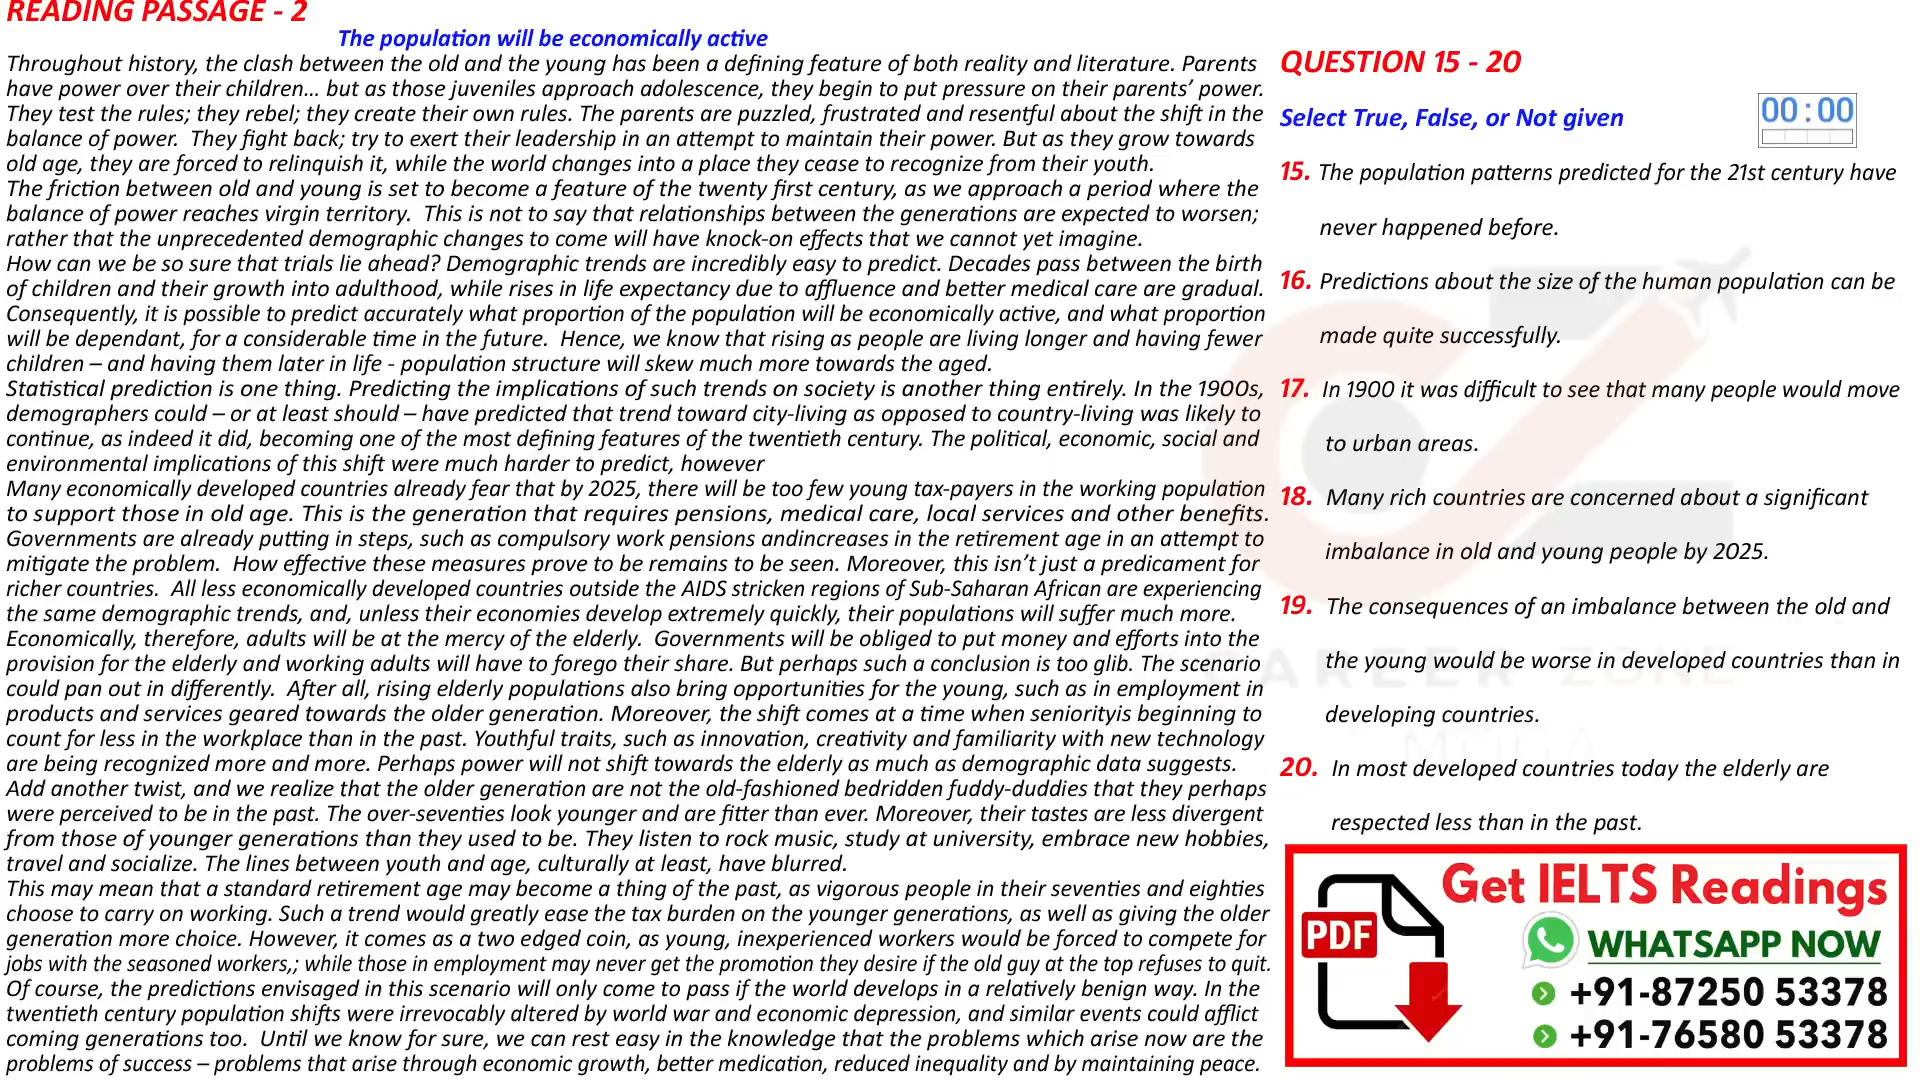 READING PASSAGE - 2
The population will be economically active
Throughout history, the clash between the old and the young has been a defining feature of both reality and literature. Parents
have power over their children... but as those juveniles approach adolescence, they begin to put pressure on their parents’ power.
They test the rules; they rebel; they create their own rules. The parents are puzzled, frustrated and resentful about the shift in the
balance of power. They fight back; try to exert their leadership in an attempt to maintain their power. But as they grow towards
old age, they are forced to relinquish it, while the world changes into a place they cease to recognize from their youth.
The friction between old and young is set to become a feature of the twenty first century, as we approach a period where the
balance of power reaches virgin territory. This is not to say that relationships between the generations are expected to worsen;
rather that the unprecedented demographic changes to come will have knock-on effects that we cannot yet imagine.
How can we be so sure that trials lie ahead? Demographic trends are incredibly easy to predict. Decades pass between the birth
of children and their growth into adulthood, while rises in life expectancy due to affluence and better medical care are gradual.
Consequently, it is possible to predict accurately what proportion of the population will be economically active, and what proportion
will be dependant, for a considerable time in the future. Hence, we know that rising as people are living longer and having fewer
children – and having them later in life - population structure will skew much more towards the aged.
Statistical prediction is one thing. Predicting the implications of such trends on society is another thing entirely. In the 1900s,
demographers could – or at least should – have predicted that trend toward city-living as opposed to country-living was likely to
continue, as indeed it did, becoming one of the most defining features of the twentieth century. The political, economic, social and
environmental implications of this shift were much harder to predict, however
Many economically developed countries already fear that by 2025, there will be too few young tax-payers in the working population
to support those in old age. This is the generation that requires pensions, medical care, local services and other benefits.
Governments are already putting in steps, such as compulsory work pensions andincreases in the retirement age in an attempt to
mitigate the problem. How effective these measures prove to be remains to be seen. Moreover, this isn’t just a predicament for
richer countries. All less economically developed countries outside the AIDS stricken regions of Sub-Saharan African are experiencing
the same demographic trends, and, unless their economies develop extremely quickly, their populations will suffer much more.
Economically, therefore, adults will be at the mercy of the elderly. Governments will be obliged to put money and efforts into the
provision for the elderly and working adults will have to forego their share. But perhaps such a conclusion is too glib. The scenario
could pan out in differently. After all, rising elderly populations also bring opportunities for the young, such as in employment in
products and services geared towards the older generation. Moreover, the shift comes at a time when seniorityis beginning to
count for less in the workplace than in the past. Youthful traits, such as innovation, creativity and familiarity with new technology
are being recognized more and more. Perhaps power will not shift towards the elderly as much as demographic data suggests.
Add another twist, and we realize that the older generation are not the old-fashioned bedridden fuddy-duddies that they perhaps
were perceived to be in the past. The over-seventies look younger and are fitter than ever. Moreover, their tastes are less divergent
from those of younger generations than they used to be. They listen to rock music, study at university, embrace new hobbies,
travel and socialize. The lines between youth and age, culturally at least, have blurred.
This may mean that a standard retirement age may become a thing of the past, as vigorous people in their seventies and eighties
choose to carry on working. Such a trend would greatly ease the tax burden on the younger generations, as well as giving the older
generation more choice. However, it comes as a two edged coin, as young, inexperienced workers would be forced to compete for
jobs with the seasoned workers,; while those in employment may never get the promotion they desire if the old guy at the top refuses to quit.
Of course, the predictions envisaged in this scenario will only come to pass if the world develops in a relatively benign way. In the
twentieth century population shifts were irrevocably altered by world war and economic depression, and similar events could afflict
coming generations too. Until we know for sure, we can rest easy in the knowledge that the problems which arise now are the
problems of success – problems that arise through economic growth, better medication, reduced inequality and by maintaining peace.
QUESTION 15 - 20
00:00
Select True, False, or Not given
15. The population patterns predicted for the 21st century have
never happened before.
16. Predictions about the size of the human population can be
made quite successfully.
17. In 1900 it was difficult to see that many people would move
to urban areas.
18. Many rich countries are concerned about a significant
imbalance in old and young people by 2025.
19. The consequences of an imbalance between the old and
the young would be worse in developed countries than in
developing countries.
20. In most developed countries today the elderly are
respected less than in the past.
CAREER ZONE
MOGA
Get IELTS Readings
PDF
WHATSAPP NOW
+91-87250 53378
+91-76580 53378